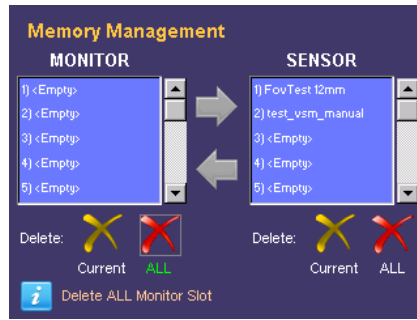 Memory Management
MONITOR
1) <Empty>
2) <Empty>
3) <Empty>
4) <Empty>
5) <Empty>
SENSOR
1) FovTest 12mm
2) test_vsm_manual
3) <Empty>
4) <Empty>
5) <Empty>
Delete:
Current
ALL
Delete:
Current
ALL
i
Delete ALL Monitor Slot